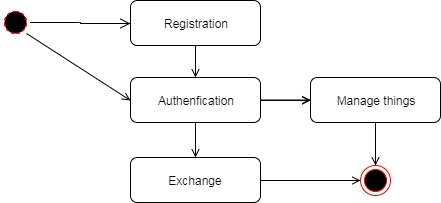 Registration
Authenfication
Manage things
Exchange